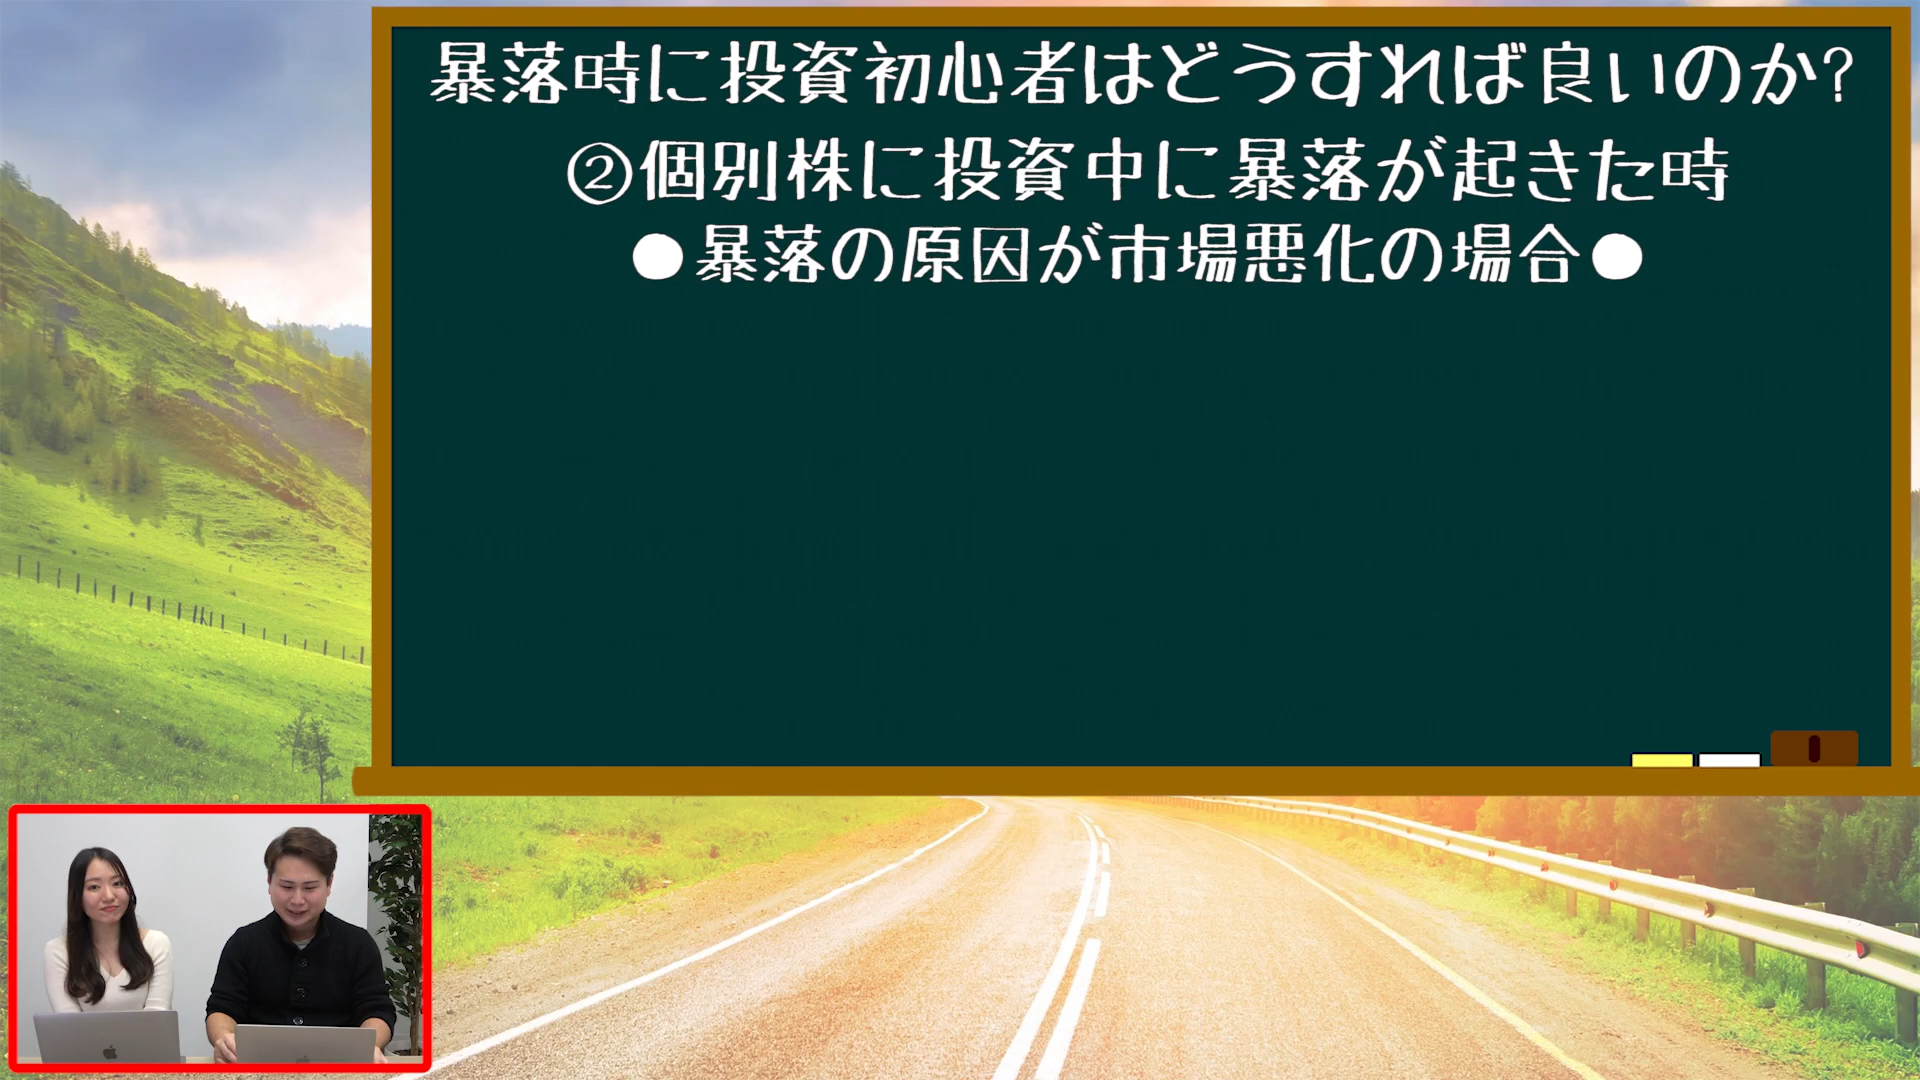 暴落時に投資初心者はどうすれば良いのか?
②個別株に投資中に暴落が起きた時
●暴落の原因が市場悪化の場合●